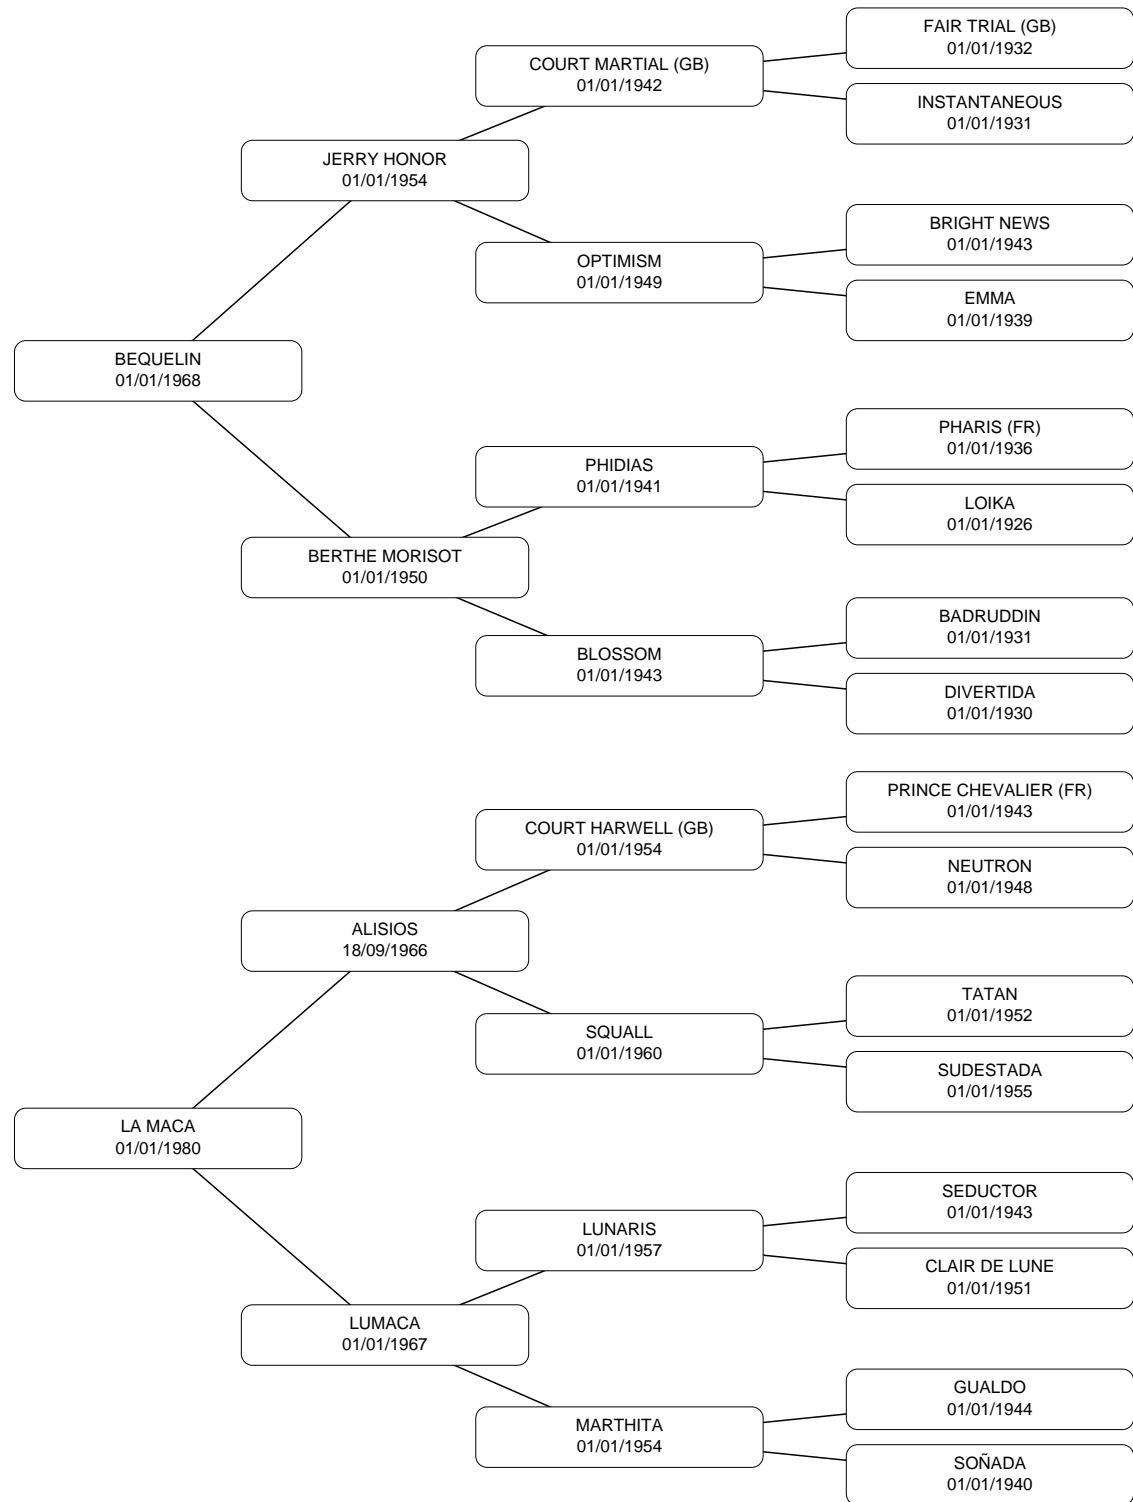 FAIR TRIAL (GB)
01/01/1932
COURT MARTIAL (GB)
01/01/1942
INSTANTANEOUS
01/01/1931
JERRY HONOR
01/01/1954
BRIGHT NEWS
01/01/1943
OPTIMISM
01/01/1949
EMMA
01/01/1939
BEQUELIN
01/01/1968
PHARIS (FR)
01/01/1936
PHIDIAS
01/01/1941
LOIKA
01/01/1926
BERTHE MORISOT
01/01/1950
BADRUDDIN
01/01/1931
BLOSSOM
01/01/1943
DIVERTIDA
01/01/1930
PRINCE CHEVALIER (FR)
01/01/1943
COURT HARWELL (GB)
01/01/1954
NEUTRON
01/01/1948
ALISIOS
18/09/1966
TATAN
01/01/1952
SQUALL
01/01/1960
SUDESTADA
01/01/1955
LA MACA
01/01/1980
SEDUCTOR
01/01/1943
LUNARIS
01/01/1957
CLAIR DE LUNE
01/01/1951
LUMACA
01/01/1967
GUALDO
01/01/1944
MARTHITA
01/01/1954
SOÑADA
01/01/1940